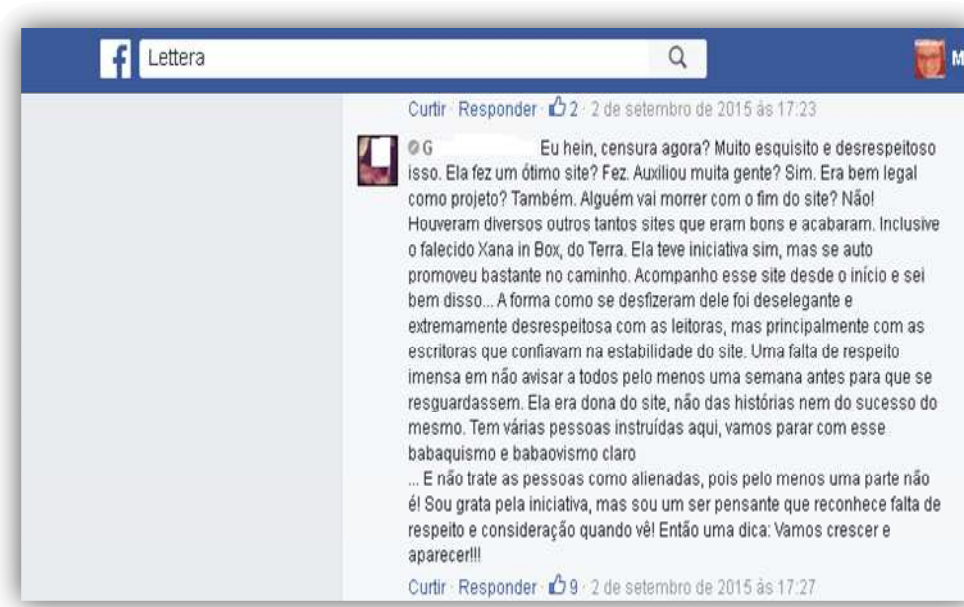 f Lettera M
Curtir · Responder · 2 · 2 de setembro de 2015 às 17:23
G Eu hein, censura agora? Muito esquisito e desrespeitoso
isso. Ela fez um ótimo site? Fez. Auxiliou muita gente? Sim. Era bem legal
como projeto? Também. Alguém vai morrer com o fim do site? Não!
Houveram diversos outros tantos sites que eram bons e acabaram. Inclusive
o falecido Xana in Box, do Terra. Ela teve iniciativa sim, mas se auto
promoveu bastante no caminho. Acompanho esse site desde o início e sei
bem disso... A forma como se desfizeram dele foi deselegante e
extremamente desrespeitosa com as leitoras, mas principalmente com as
escritoras que confiavam na estabilidade do site. Uma falta de respeito
imensa em não avisar a todos pelo menos uma semana antes para que se
resguardassem. Ela era dona do site, não das histórias nem do sucesso do
mesmo. Tem várias pessoas instruídas aqui, vamos parar com esse
babaquismo e babaovismo claro
... E não trate as pessoas como alienadas, pois pelo menos uma parte não
é! Sou grata pela iniciativa, mas sou um ser pensante que reconhece falta de
respeito e consideração quando vê! Então uma dica: Vamos crescer e
aparecer!!!
Curtir · Responder · 9 · 2 de setembro de 2015 às 17:27